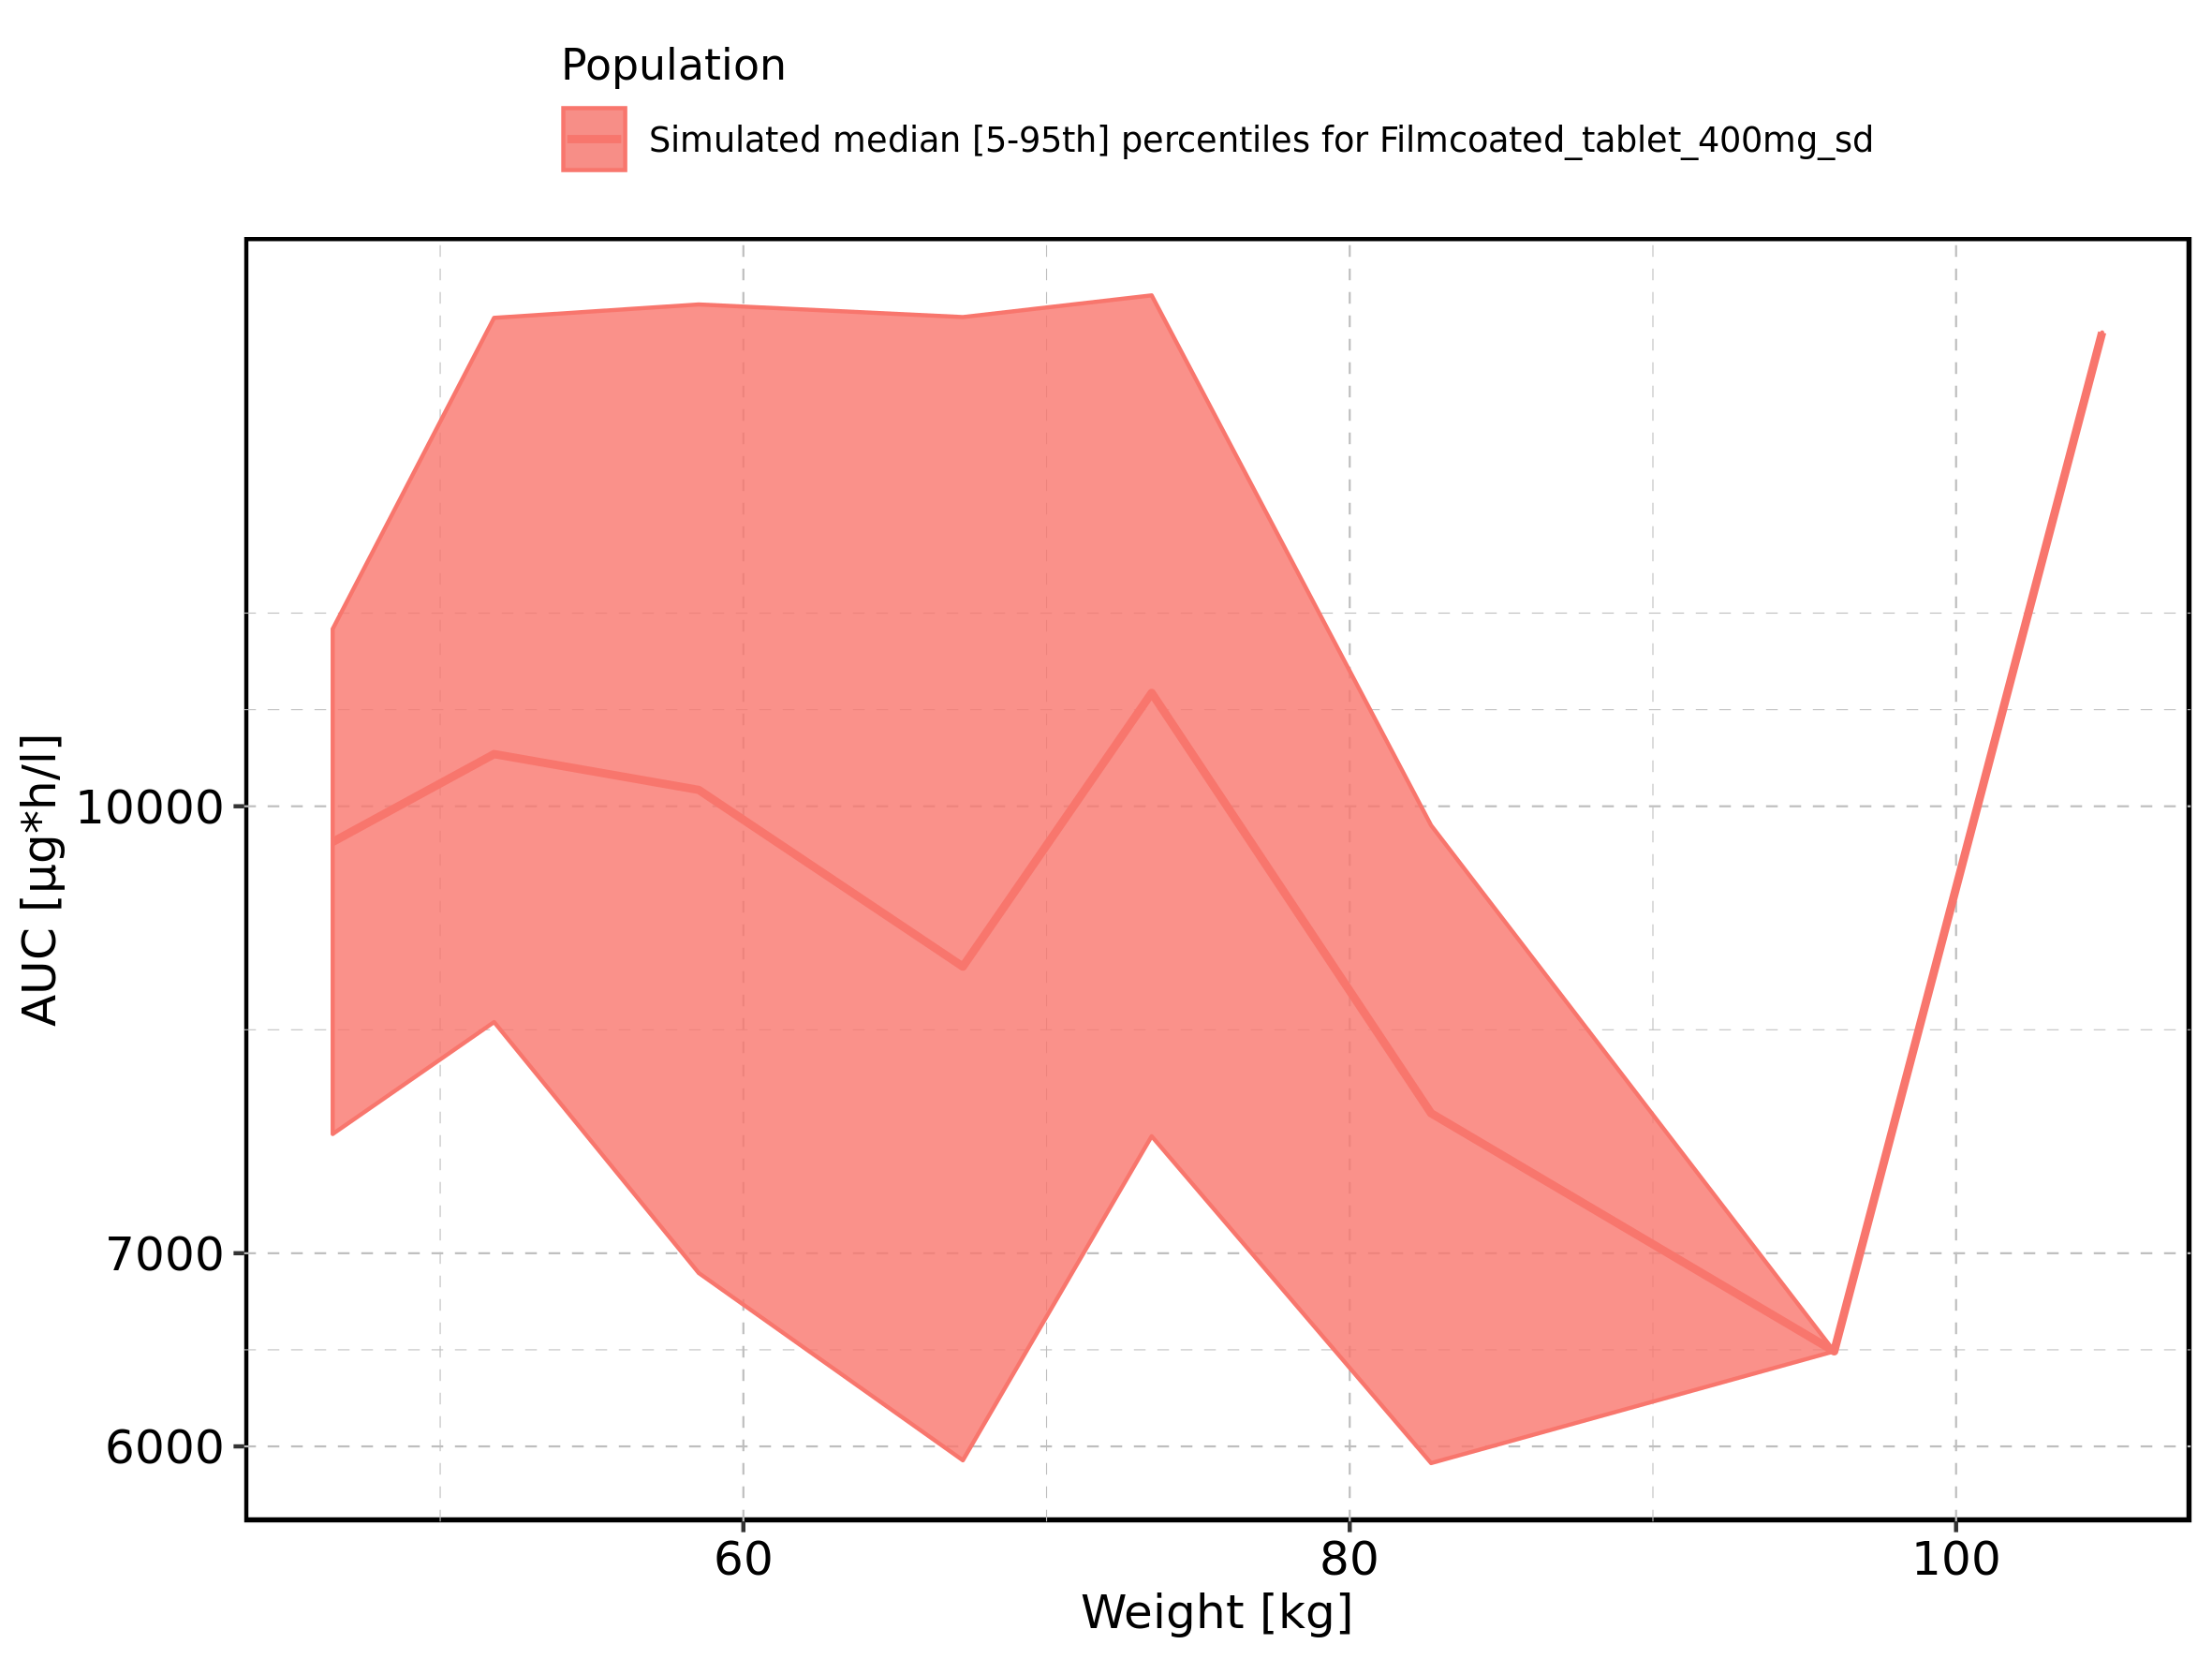 Population
Simulated median [5-95th] percentiles for Filmcoated_tablet_400mg_sd
AUC [µg*h/l]
10000
7000
6000
60
80
100
Weight [kg]